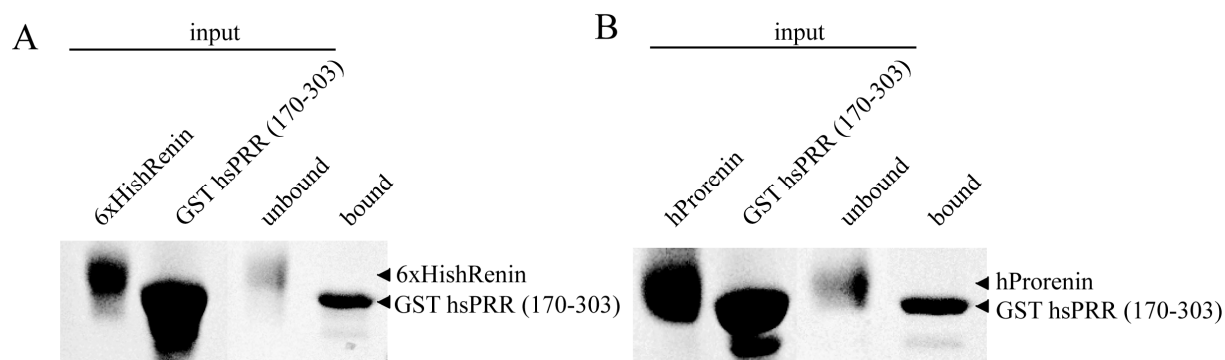 A
input
6xHishRenin
GST hsPRR (170-303)
unbound
bound
6xHishRenin
GST hsPRR (170-303)
B
input
hProrenin
GST hsPRR (170-303)
unbound
bound
hProrenin
GST hsPRR (170-303)